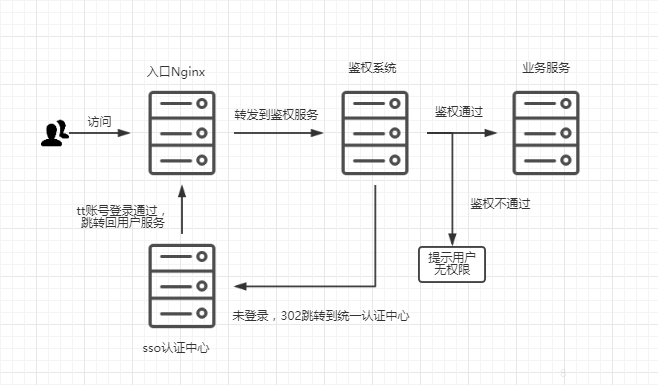 入口Nginx
鉴权系统
业务服务
访问
转发到鉴权服务
鉴权通过
鉴权不通过
tt账号登录通过，
跳转回用户服务
提示用户
无权限
未登录，302跳转到统一认证中心
sso认证中心